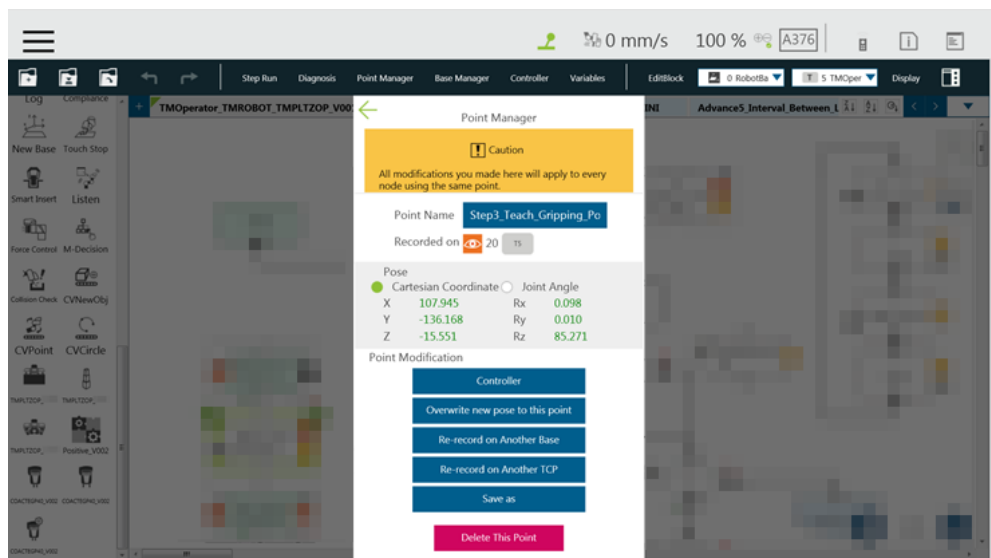 0 mm/s 100 % A376
Step Run Diagnosis Point Manager Base Manager Controller Variables EditBlock 0 RobotBa 5 TMOper Display
Log Compliance
TMOperator_TMROBOT_TMPLTZOP_V00 INI Advance5_Interval_Between_L
New Base Touch Stop
Smart Insert Listen
Force Control M-Decision
Collision Check CVNewObj
CVPoint CVCircle
TMPLTZOP_ TMPLTZOP_
TMPLTZOP_ Positive_V002
Point Manager
Caution
All modifications you made here will apply to every
node using the same point.
Point Name Step3_Teach_Gripping_Po
Recorded on 20 T5
Pose
Cartesian Coordinate Joint Angle
X 107.945 Rx 0.098
Y -136.168 Ry 0.010
Z -15.551 Rz 85.271
Point Modification
Controller
Overwrite new pose to this point
Re-record on Another Base
Re-record on Another TCP
Save as
Delete This Point